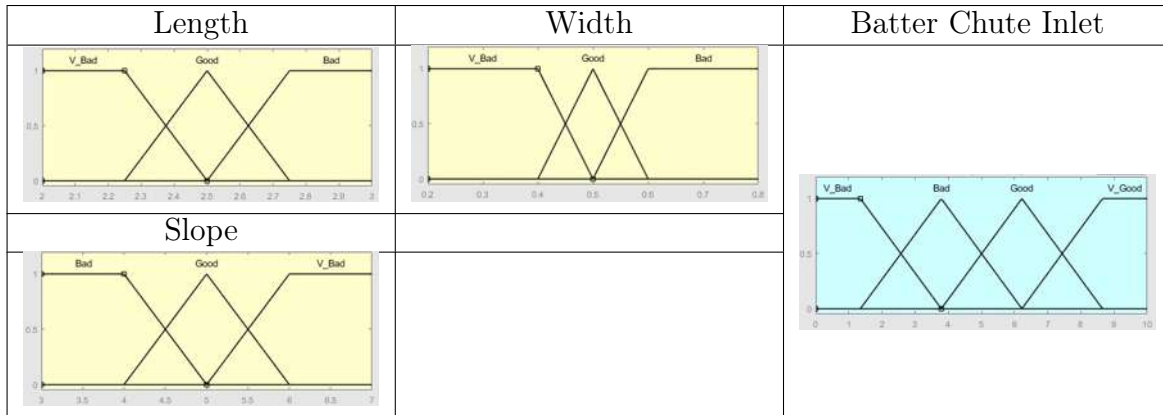 Length Width Batter Chute Inlet
V_Bad Good Bad
1
0.5
0
2 2.1 2.2 2.3 2.4 2.5 2.6 2.7 2.8 2.9 3
V_Bad Good Bad
1
0.5
0
0.2 0.3 0.4 0.5 0.6 0.7 0.8
V_Bad Bad Good V_Good
1
0.5
0
0 1 2 3 4 5 6 7 8 9 10
Slope
Bad Good V_Bad
1
0.5
0
3 3.5 4 4.5 5 5.5 6 6.5 7